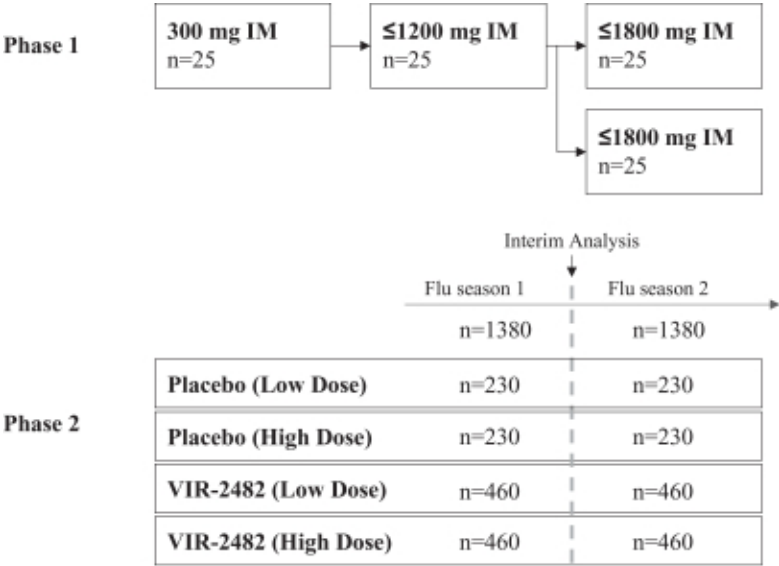 Phase 1
300 mg IM
n=25
≤1200 mg IM
n=25
≤1800 mg IM
n=25
≤1800 mg IM
n=25
Interim Analysis
Flu season 1 Flu season 2
n=1380 n=1380
Phase 2
Placebo (Low Dose) n=230 n=230
Placebo (High Dose) n=230 n=230
VIR-2482 (Low Dose) n=460 n=460
VIR-2482 (High Dose) n=460 n=460